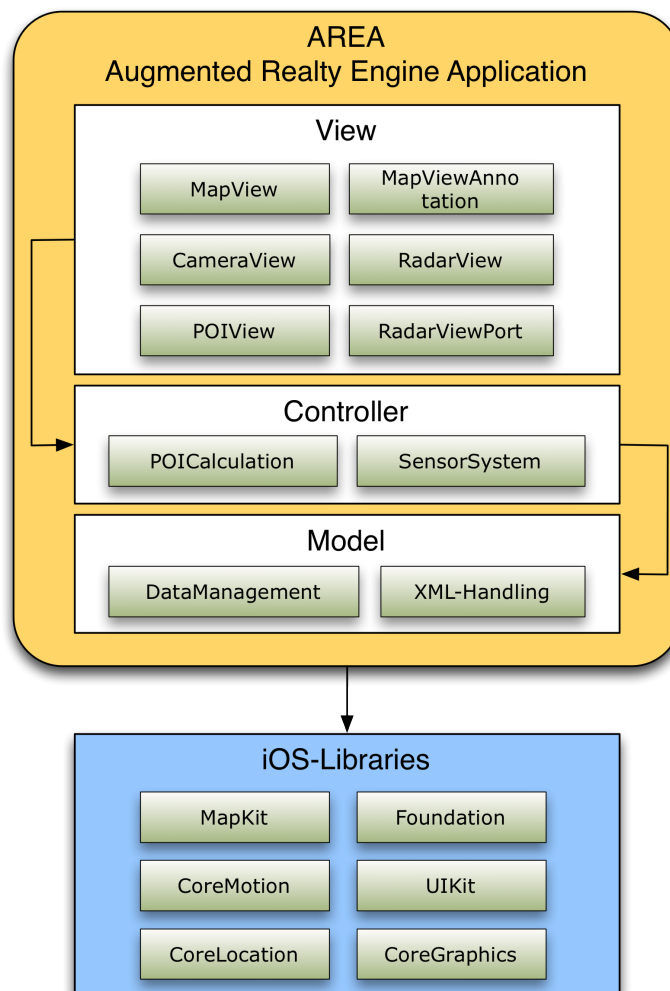 AREA
Augmented Realty Engine Application
View
MapView
MapViewAnno
tation
CameraView
RadarView
POIView
RadarViewPort
Controller
POICalculation
SensorSystem
Model
DataManagement
XML-Handling
iOS-Libraries
MapKit
Foundation
CoreMotion
UIKit
CoreLocation
CoreGraphics